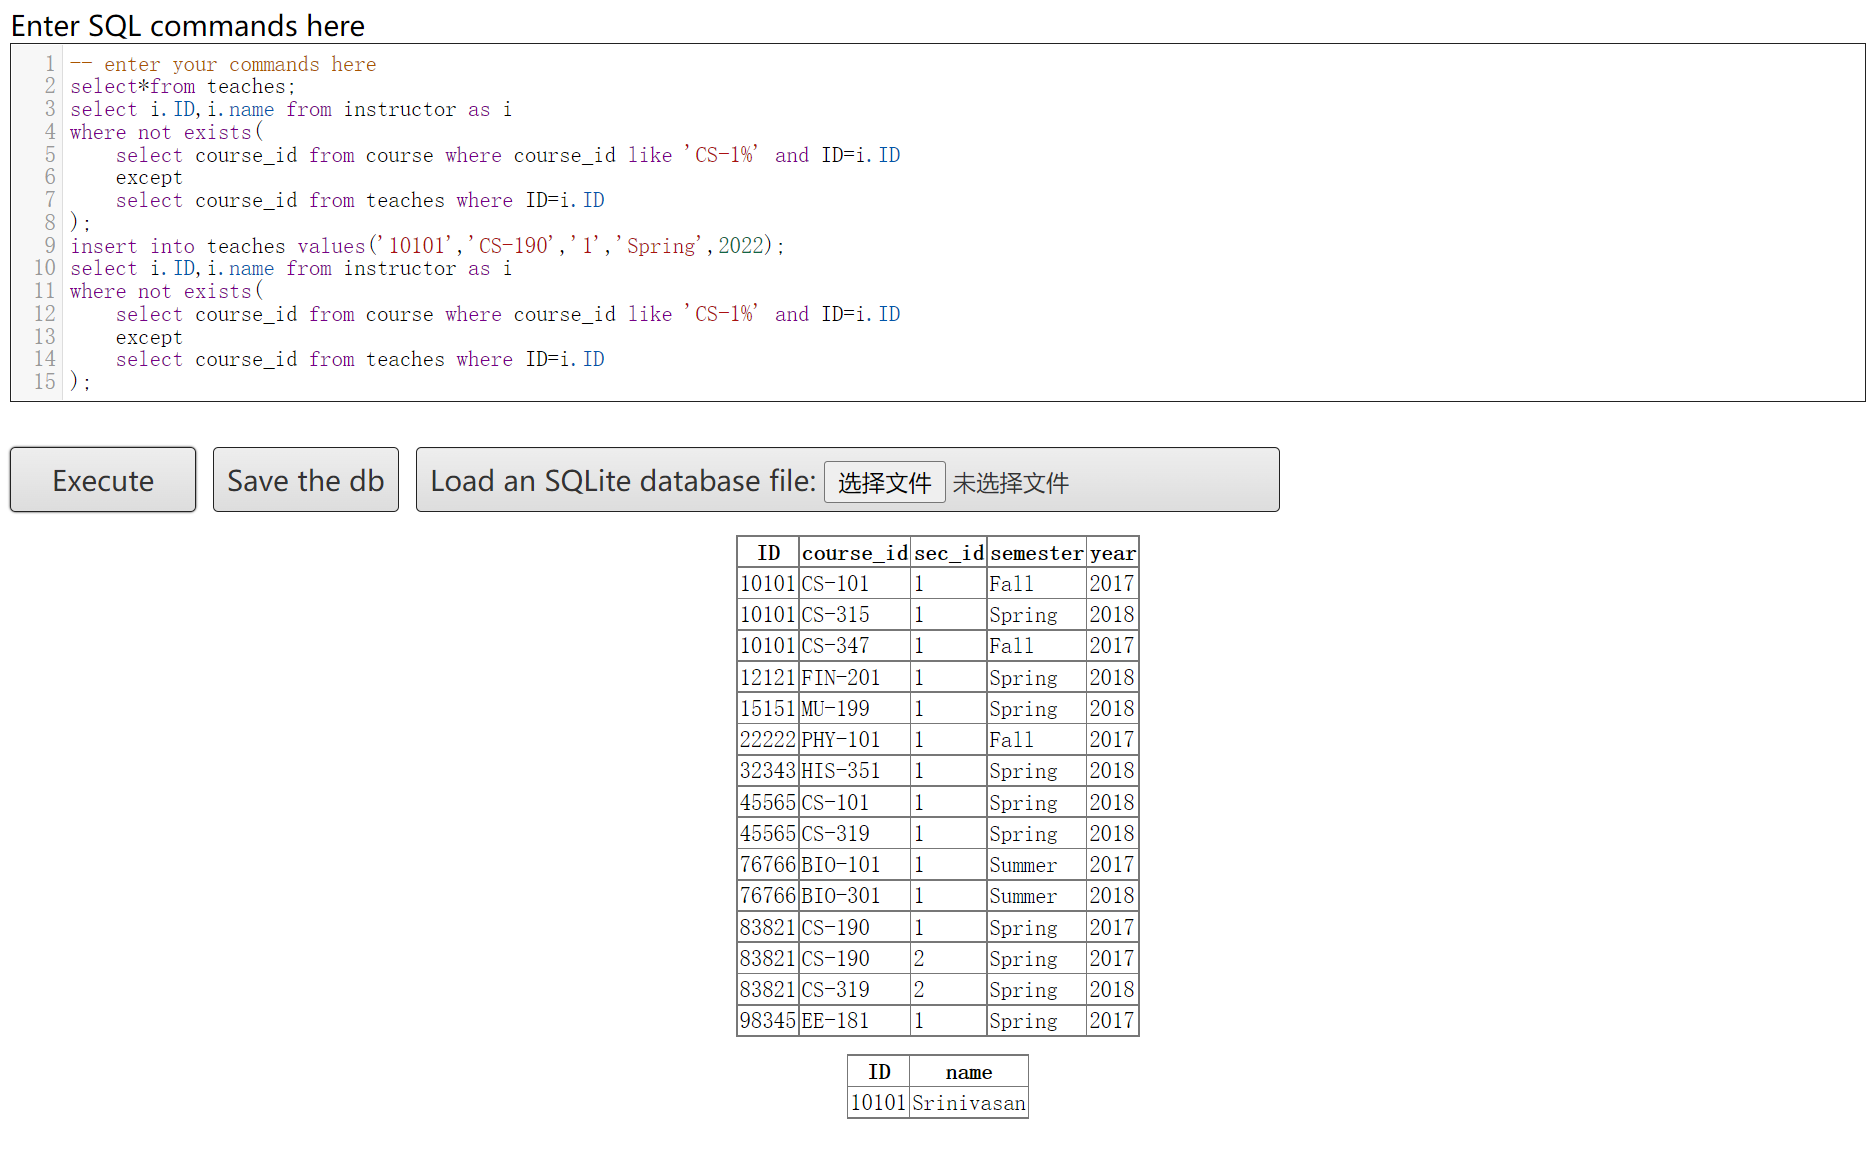 Enter SQL commands here
1 -- enter your commands here
2 select*from teaches;
3 select i.ID,i.name from instructor as i
4 where not exists(
5 select course_id from course where course_id like 'CS-1%' and ID=i.ID
6 except
7 select course_id from teaches where ID=i.ID
8 );
9 insert into teaches values('10101','CS-190','1','Spring',2022);
10 select i.ID,i.name from instructor as i
11 where not exists(
12 select course_id from course where course_id like 'CS-1%' and ID=i.ID
13 except
14 select course_id from teaches where ID=i.ID
15 );
Execute Save the db Load an SQLite database file: 选择文件 未选择文件
ID course_id sec_id semester year
10101 CS-101 1 Fall 2017
10101 CS-315 1 Spring 2018
10101 CS-347 1 Fall 2017
12121 FIN-201 1 Spring 2018
15151 MU-199 1 Spring 2018
22222 PHY-101 1 Fall 2017
32343 HIS-351 1 Spring 2018
45565 CS-101 1 Spring 2018
45565 CS-319 1 Spring 2018
76766 BIO-101 1 Summer 2017
76766 BIO-301 1 Summer 2018
83821 CS-190 1 Spring 2017
83821 CS-190 2 Spring 2017
83821 CS-319 2 Spring 2018
98345 EE-181 1 Spring 2017
ID name
10101 Srinivasan